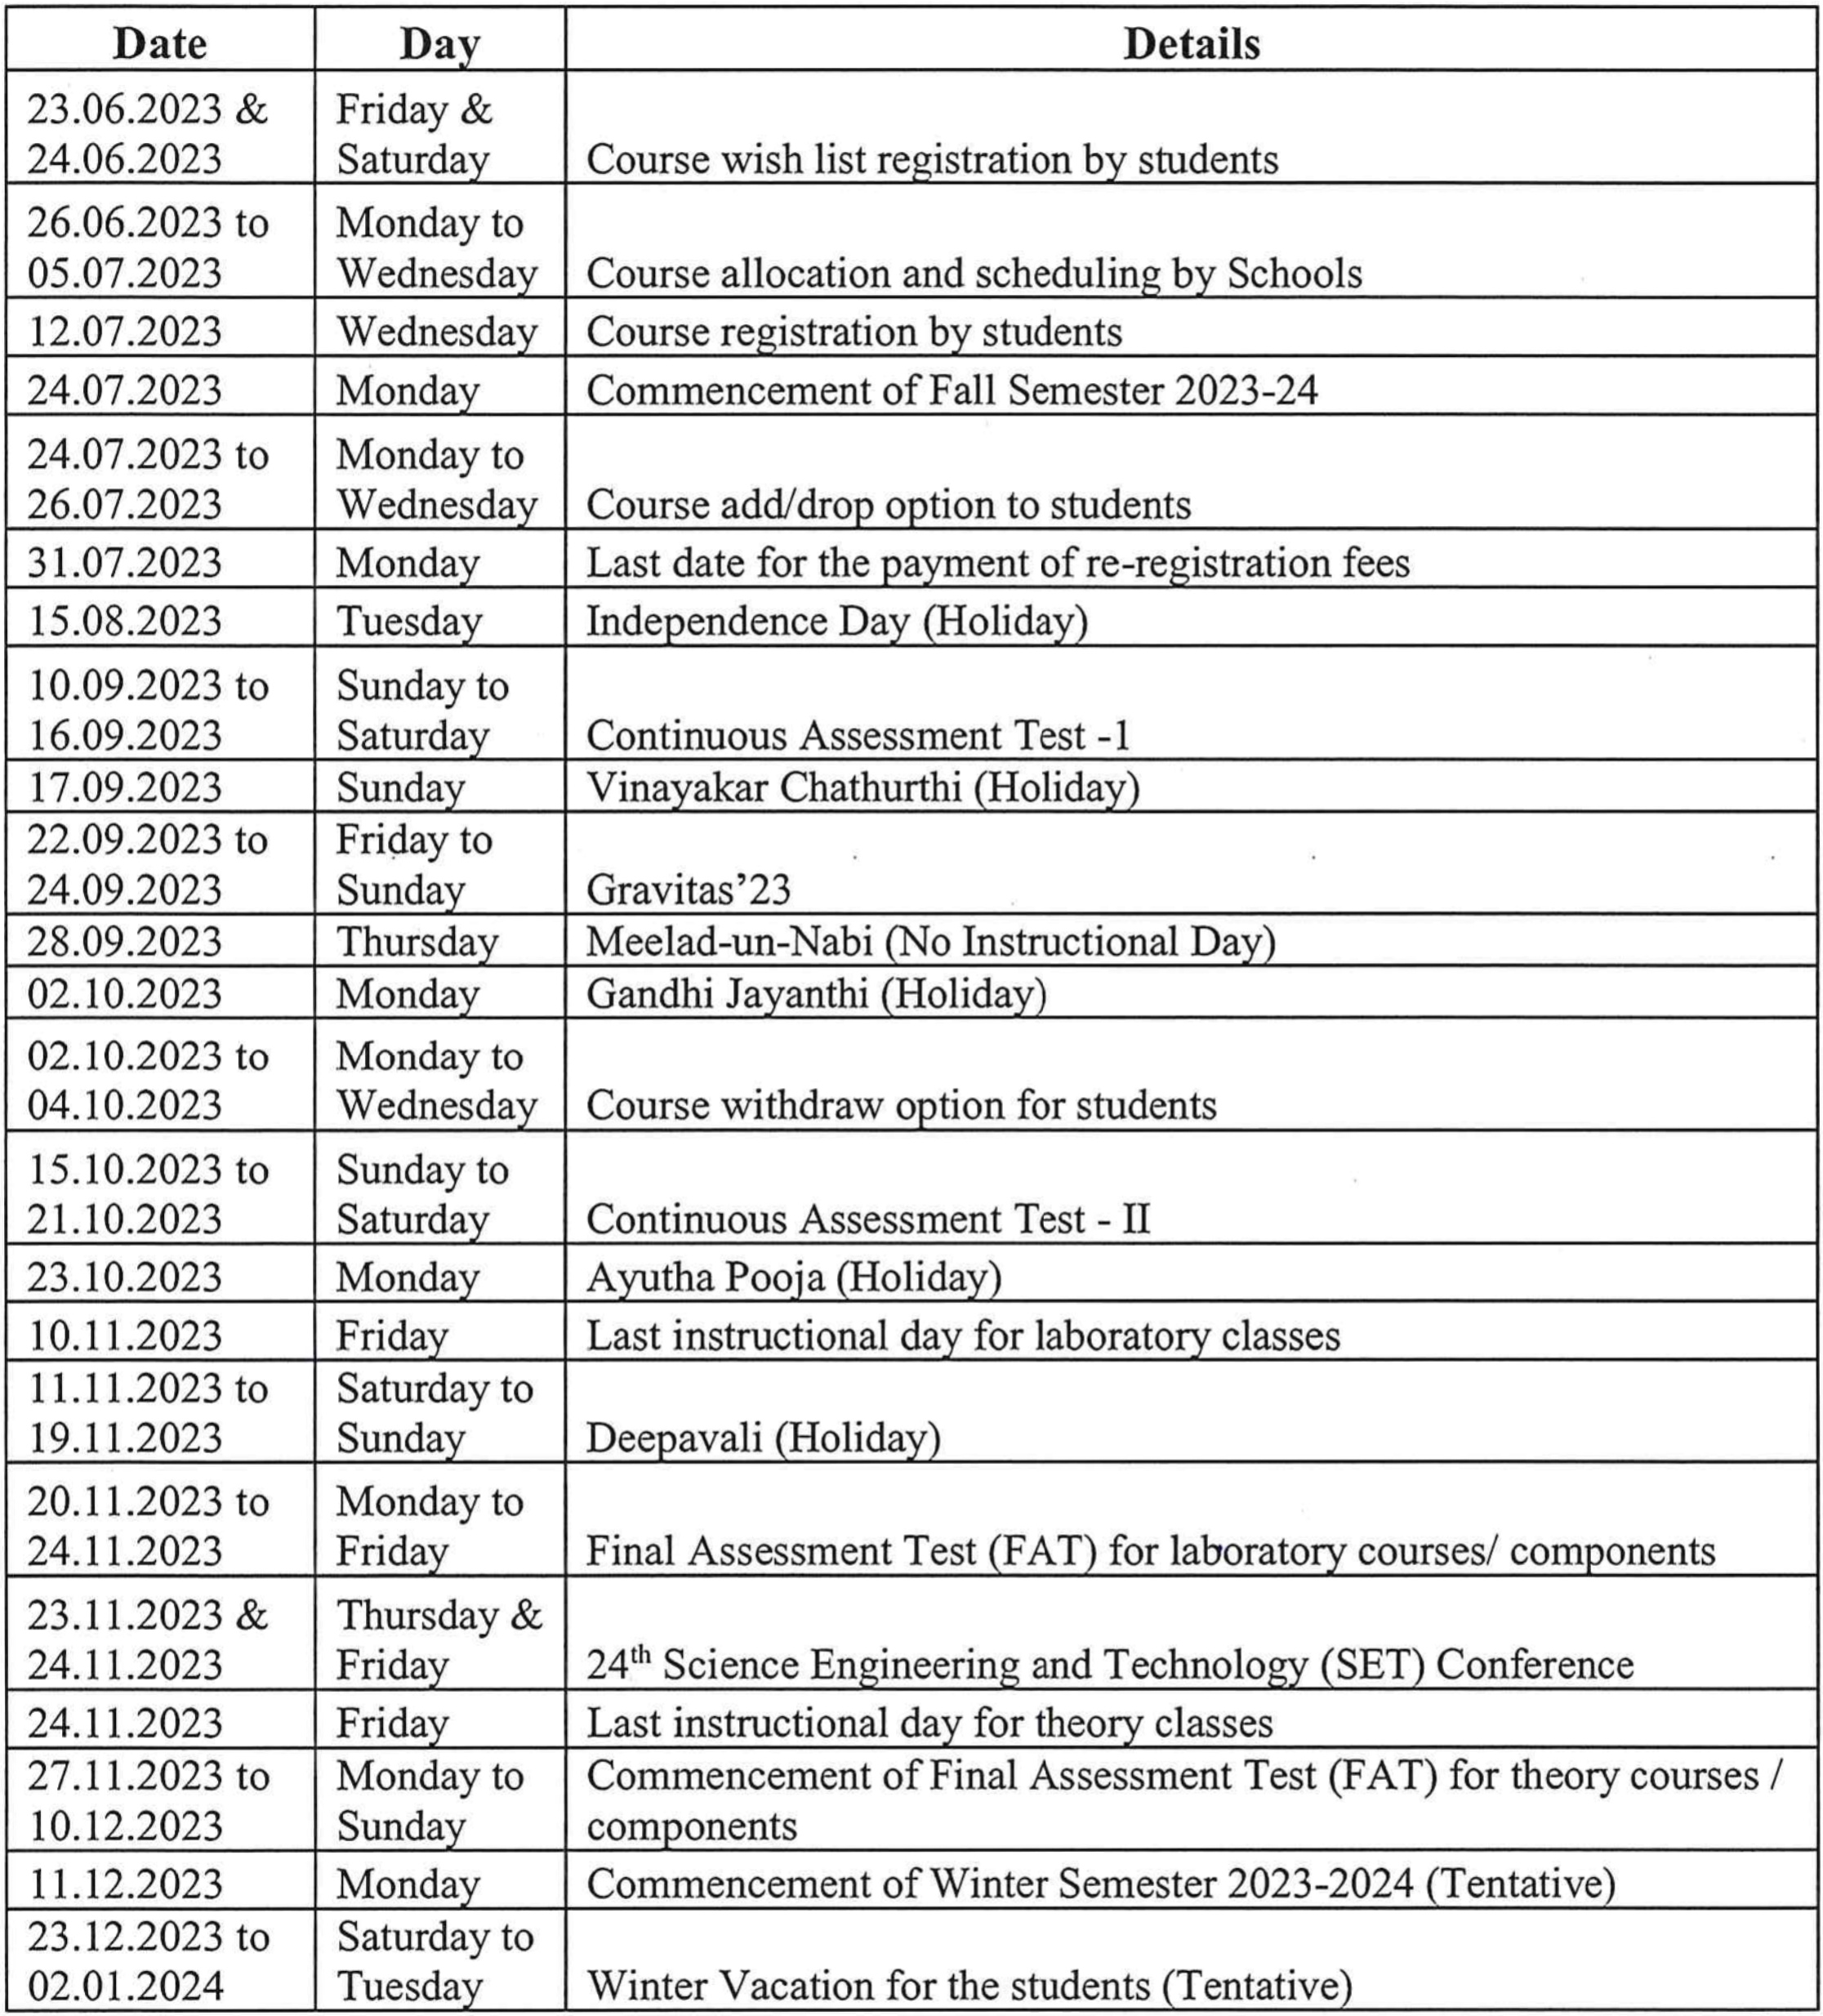 Date Day Details
23.06.2023 & Friday &
24.06.2023 Saturday Course wish list registration by students
26.06.2023 to Monday to
05.07.2023 Wednesday Course allocation and scheduling by Schools
12.07.2023 Wednesday Course registration by students
24.07.2023 Monday Commencement of Fall Semester 2023-24
24.07.2023 to Monday to
26.07.2023 Wednesday Course add/drop option to students
31.07.2023 Monday Last date for the payment of re-registration fees
15.08.2023 Tuesday Independence Day (Holiday)
10.09.2023 to Sunday to
16.09.2023 Saturday Continuous Assessment Test -1
17.09.2023 Sunday Vinayakar Chathurthi (Holiday)
22.09.2023 to Friday to
24.09.2023 Sunday Gravitas’23
28.09.2023 Thursday Meelad-un-Nabi (No Instructional Day)
02.10.2023 Monday Gandhi Jayanthi (Holiday)
02.10.2023 to Monday to
04.10.2023 Wednesday Course withdraw option for students
15.10.2023 to Sunday to
21.10.2023 Saturday Continuous Assessment Test - II
23.10.2023 Monday Ayutha Pooja (Holiday)
10.11.2023 Friday Last instructional day for laboratory classes
11.11.2023 to Saturday to
19.11.2023 Sunday Deepavali (Holiday)
20.11.2023 to Monday to
24.11.2023 Friday Final Assessment Test (FAT) for laboratory courses/ components
23.11.2023 & Thursday &
24.11.2023 Friday 24th Science Engineering and Technology (SET) Conference
24.11.2023 Friday Last instructional day for theory classes
27.11.2023 to Monday to Commencement of Final Assessment Test (FAT) for theory courses /
10.12.2023 Sunday components
11.12.2023 Monday Commencement of Winter Semester 2023-2024 (Tentative)
23.12.2023 to Saturday to
02.01.2024 Tuesday Winter Vacation for the students (Tentative)